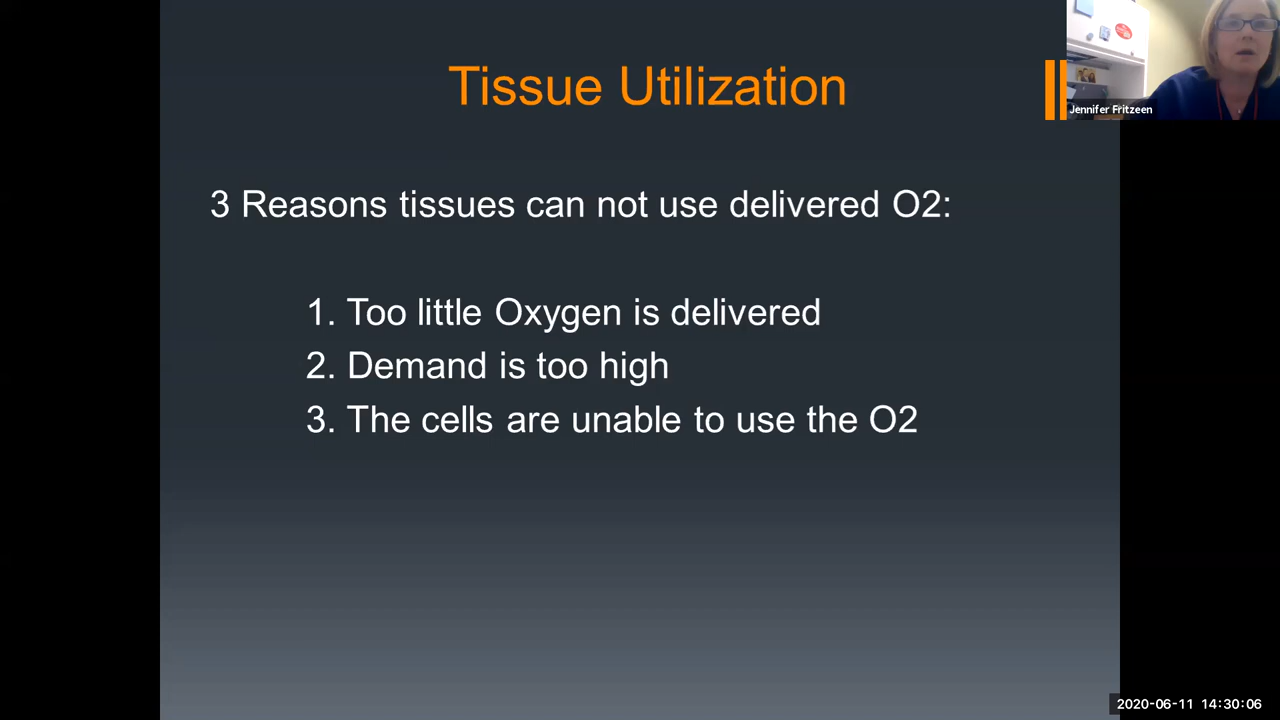 Tissue Utilization
Jennifer Fritzeen
3 Reasons tissues can not use delivered O2:
1. Too little Oxygen is delivered
2. Demand is too high
3. The cells are unable to use the O2
2020-06-11 14:30:06